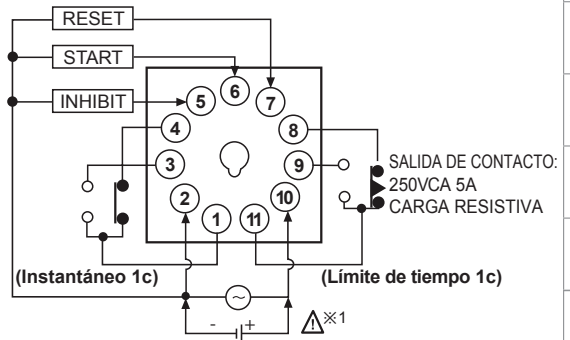 RESET
START
INHIBIT
6
5
7
4
8
3
9
2
10
1
11
SALIDA DE CONTACTO:
250VCA 5A
CARGA RESISTIVA
(Instantáneo 1c)
(Límite de tiempo 1c)
~
- +
⚠※1